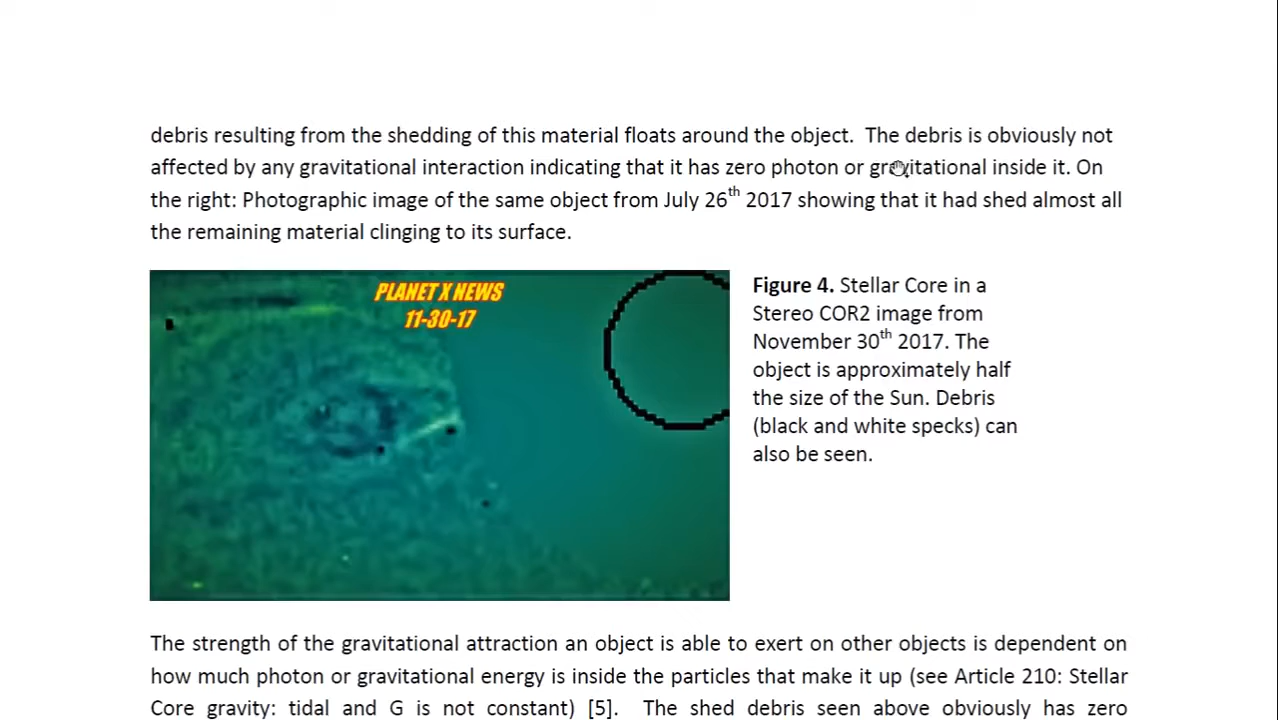 debris resulting from the shedding of this material floats around the object.  The debris is obviously not
affected by any gravitational interaction indicating that it has zero photon or gravitational inside it. On
the right: Photographic image of the same object from July 26th 2017 showing that it had shed almost all
the remaining material clinging to its surface.
PLANET X NEWS
11-30-17
Figure 4. Stellar Core in a
Stereo COR2 image from
November 30th 2017. The
object is approximately half
the size of the Sun. Debris
(black and white specks) can
also be seen.
The strength of the gravitational attraction an object is able to exert on other objects is dependent on
how much photon or gravitational energy is inside the particles that make it up (see Article 210: Stellar
Core gravity: tidal and G is not constant) [5].  The shed debris seen above obviously has zero